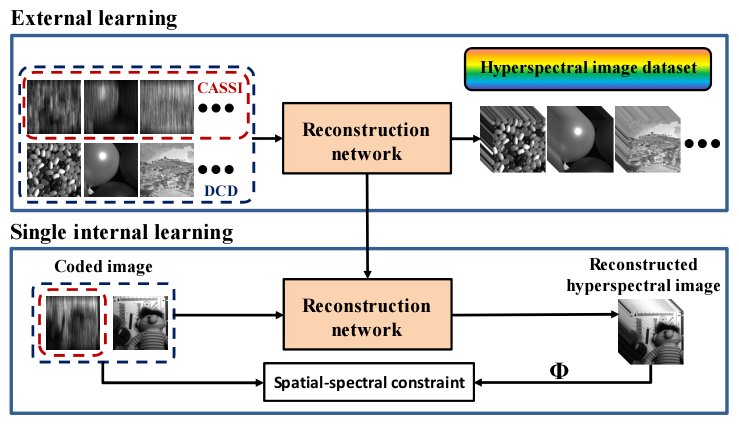 External learning
Hyperspectral image dataset
CASSI
Reconstruction
network
DCD
Single internal learning
Coded image
Reconstructed
hyperspectral image
Reconstruction
network
Spatial-spectral constraint
Φ